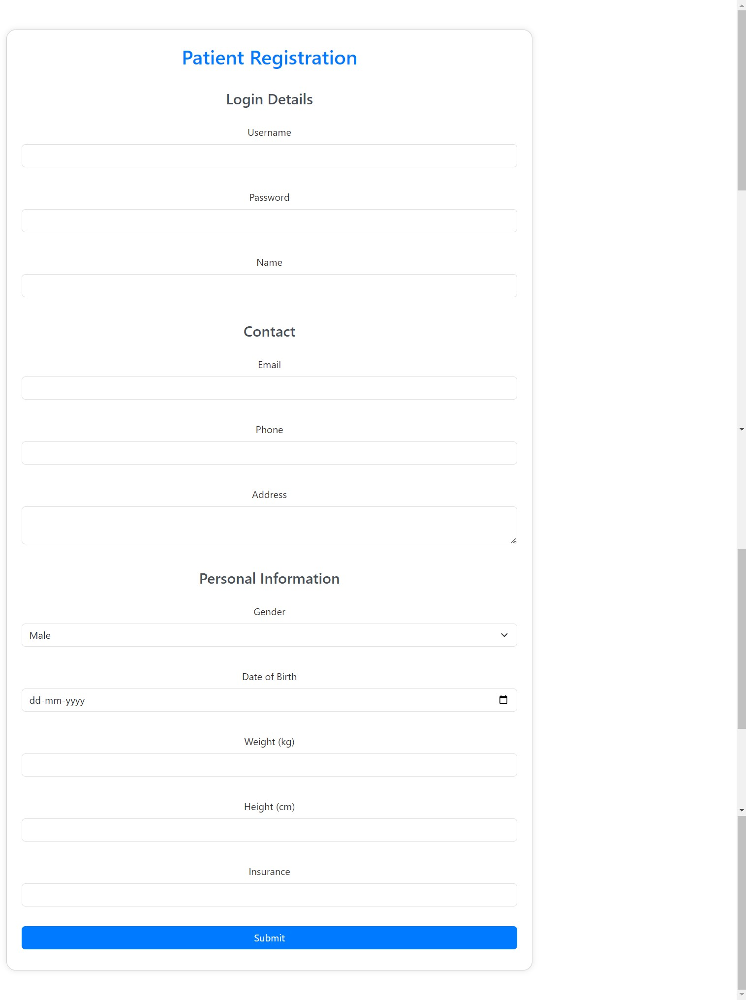 Patient Registration
Login Details
Username
Password
Name
Contact
Email
Phone
Address
Personal Information
Gender
Male
Date of Birth
dd-mm-yyyy
Weight (kg)
Height (cm)
Insurance
Submit